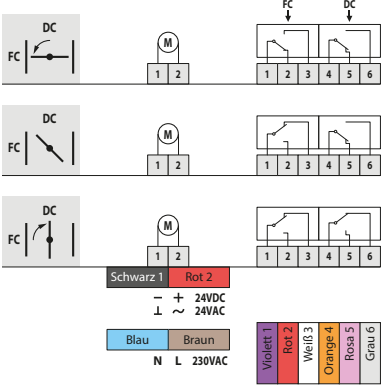 FC DC
DC
FC
M
1 2
1 2 3 4 5 6
DC
FC
M
1 2
1 2 3 4 5 6
DC
FC
M
1 2
1 2 3 4 5 6
Schwarz 1 Rot 2
− + 24VDC
⊥ ~ 24VAC
Blau Braun
N L 230VAC
Violett 1
Rot 2
Weiß 3
Orange 4
Rosa 5
Grau 6